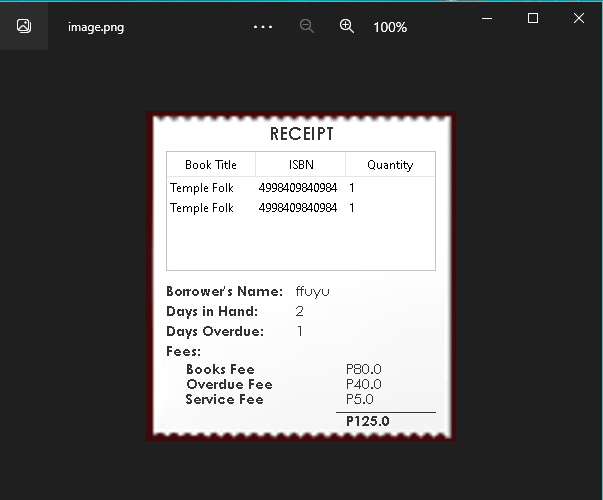 image.png
100%
RECEIPT
Book Title ISBN Quantity
Temple Folk 4998409840984 1
Temple Folk 4998409840984 1
Borrower's Name: ffuyu
Days in Hand: 2
Days Overdue: 1
Fees:
Books Fee P80.0
Overdue Fee P40.0
Service Fee P5.0
P125.0